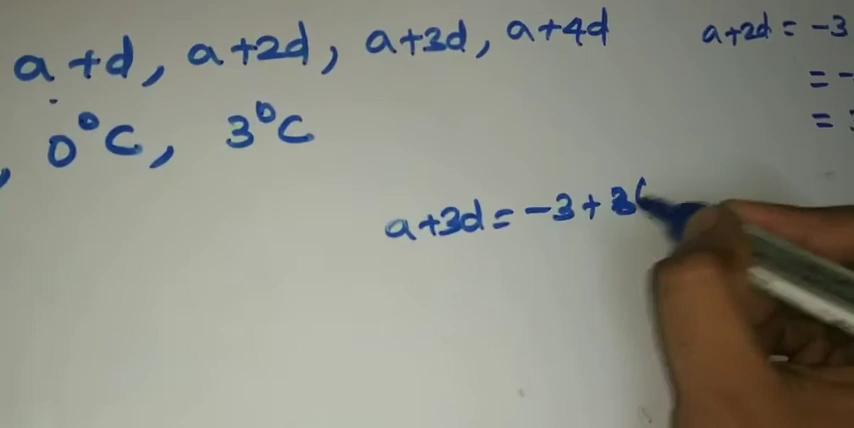 a+d, a+2d, a+3d, a+4d
, 0°C, 3°C
a+3d = -3+3(
a+2d = -3
= -
=